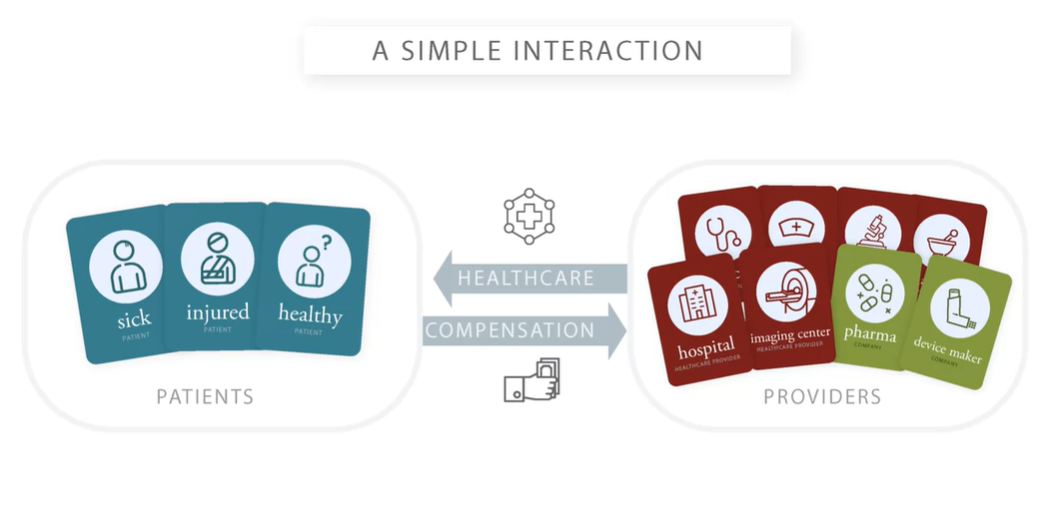 A SIMPLE INTERACTION
sick
PATIENT
injured
PATIENT
healthy
PATIENT
PATIENTS
HEALTHCARE
COMPENSATION
hospital
HEALTHCARE PROVIDER
imaging center
HEALTHCARE PROVIDER
pharma
COMPANY
device maker
COMPANY
PROVIDERS